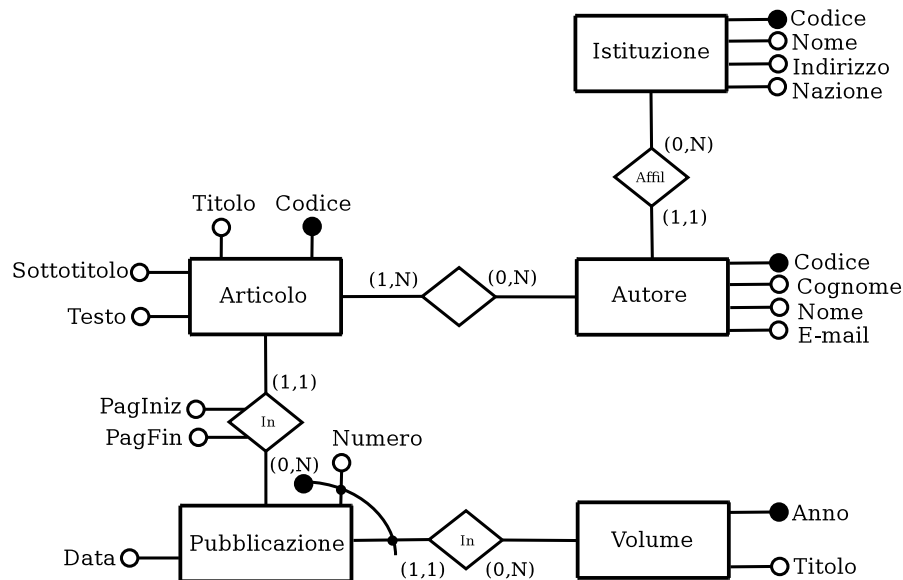 Codice
Istituzione
Nome
Indirizzo
Nazione
(0,N)
Affil
(1,1)
Titolo
Codice
Sottotitolo
Articolo
Testo
(1,N)
(0,N)
Autore
Codice
Cognome
Nome
E-mail
(1,1)
PagIniz
In
PagFin
(0,N)
Numero
Pubblicazione
Data
(1,1)
In
(0,N)
Volume
Anno
Titolo